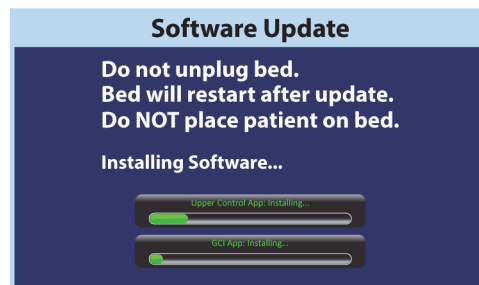 Software Update
Do not unplug bed.
Bed will restart after update.
Do NOT place patient on bed.
Installing Software...
Upper Control App: Installing...
GCI App: Installing...